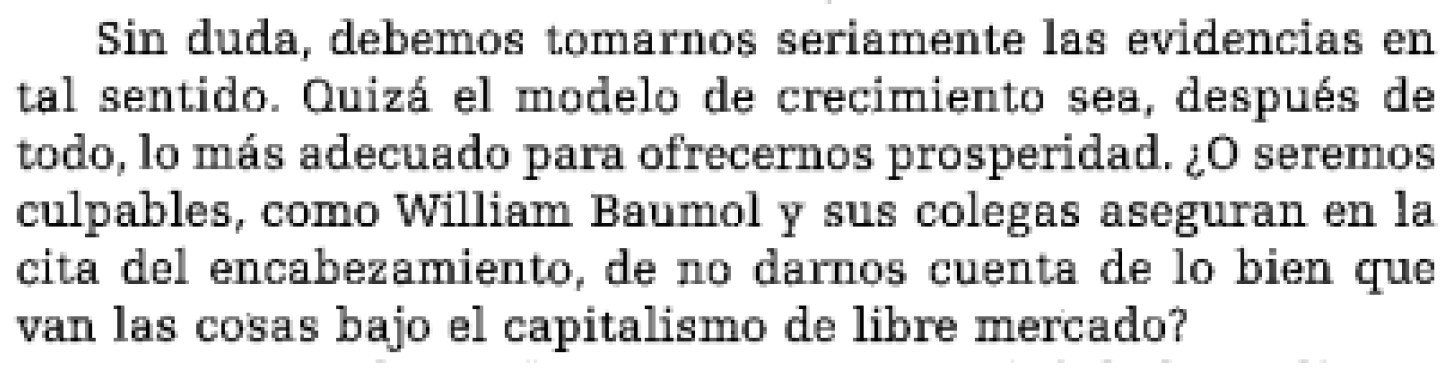 Sin duda, debemos tomarnos seriamente las evidencias en
tal sentido. Quizá el modelo de crecimiento sea, después de
todo, lo más adecuado para ofrecernos prosperidad. ¿O seremos
culpables, como William Baumol y sus colegas aseguran en la
cita del encabezamiento, de no darnos cuenta de lo bien que
van las cosas bajo el capitalismo de libre mercado?